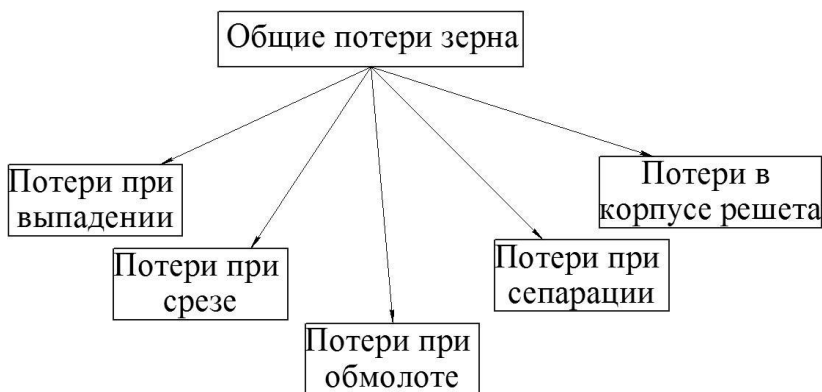 Общие потери зерна
Потери при
выпадении
Потери при
срезе
Потери при
обмолоте
Потери при
сепарации
Потери в
корпусе решета